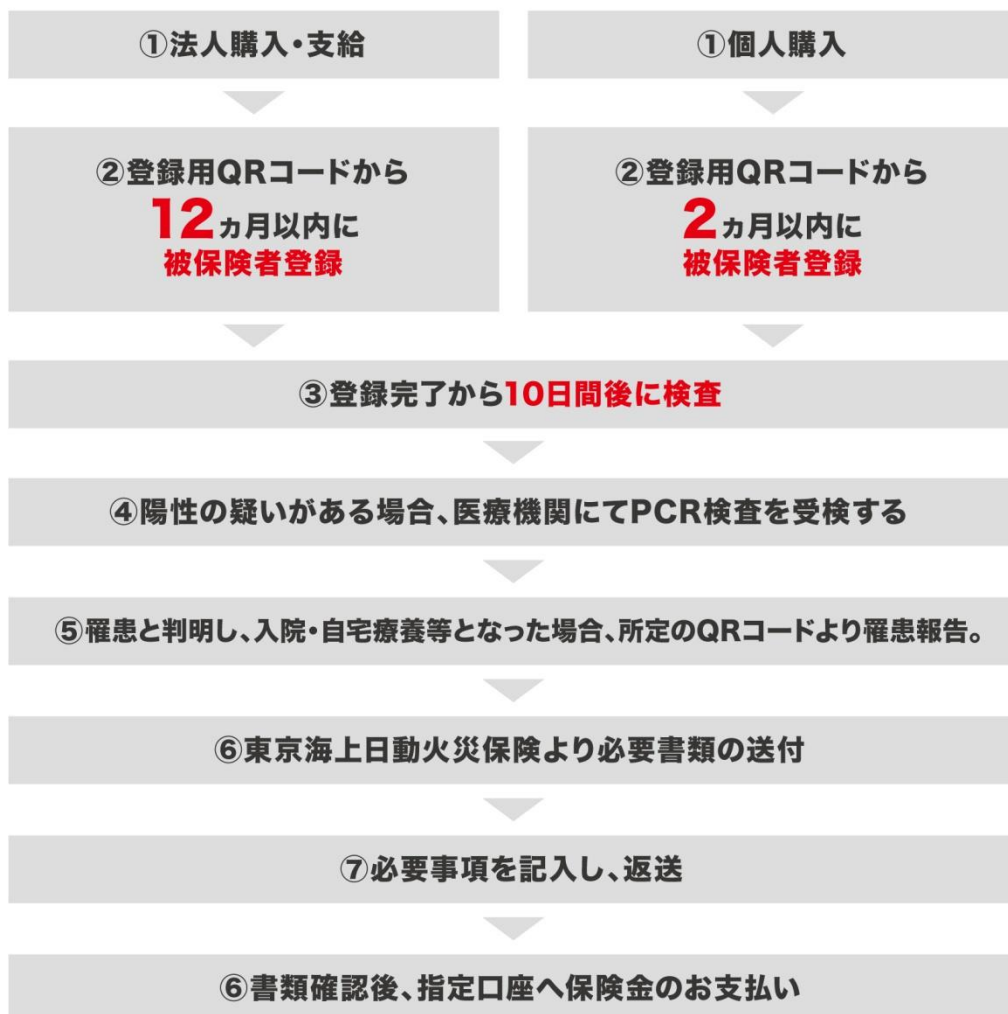 ①法人購入・支給
①個人購入
②登録用QRコードから
12ヵ月以内に
被保険者登録
②登録用QRコードから
2ヵ月以内に
被保険者登録
③登録完了から10日間後に検査
④陽性の疑いがある場合、医療機関にてPCR検査を受検する
⑤罹患と判明し、入院・自宅療養等となった場合、所定のQRコードより罹患報告。
⑥東京海上日動火災保険より必要書類の送付
⑦必要事項を記入し、返送
⑥書類確認後、指定口座へ保険金のお支払い